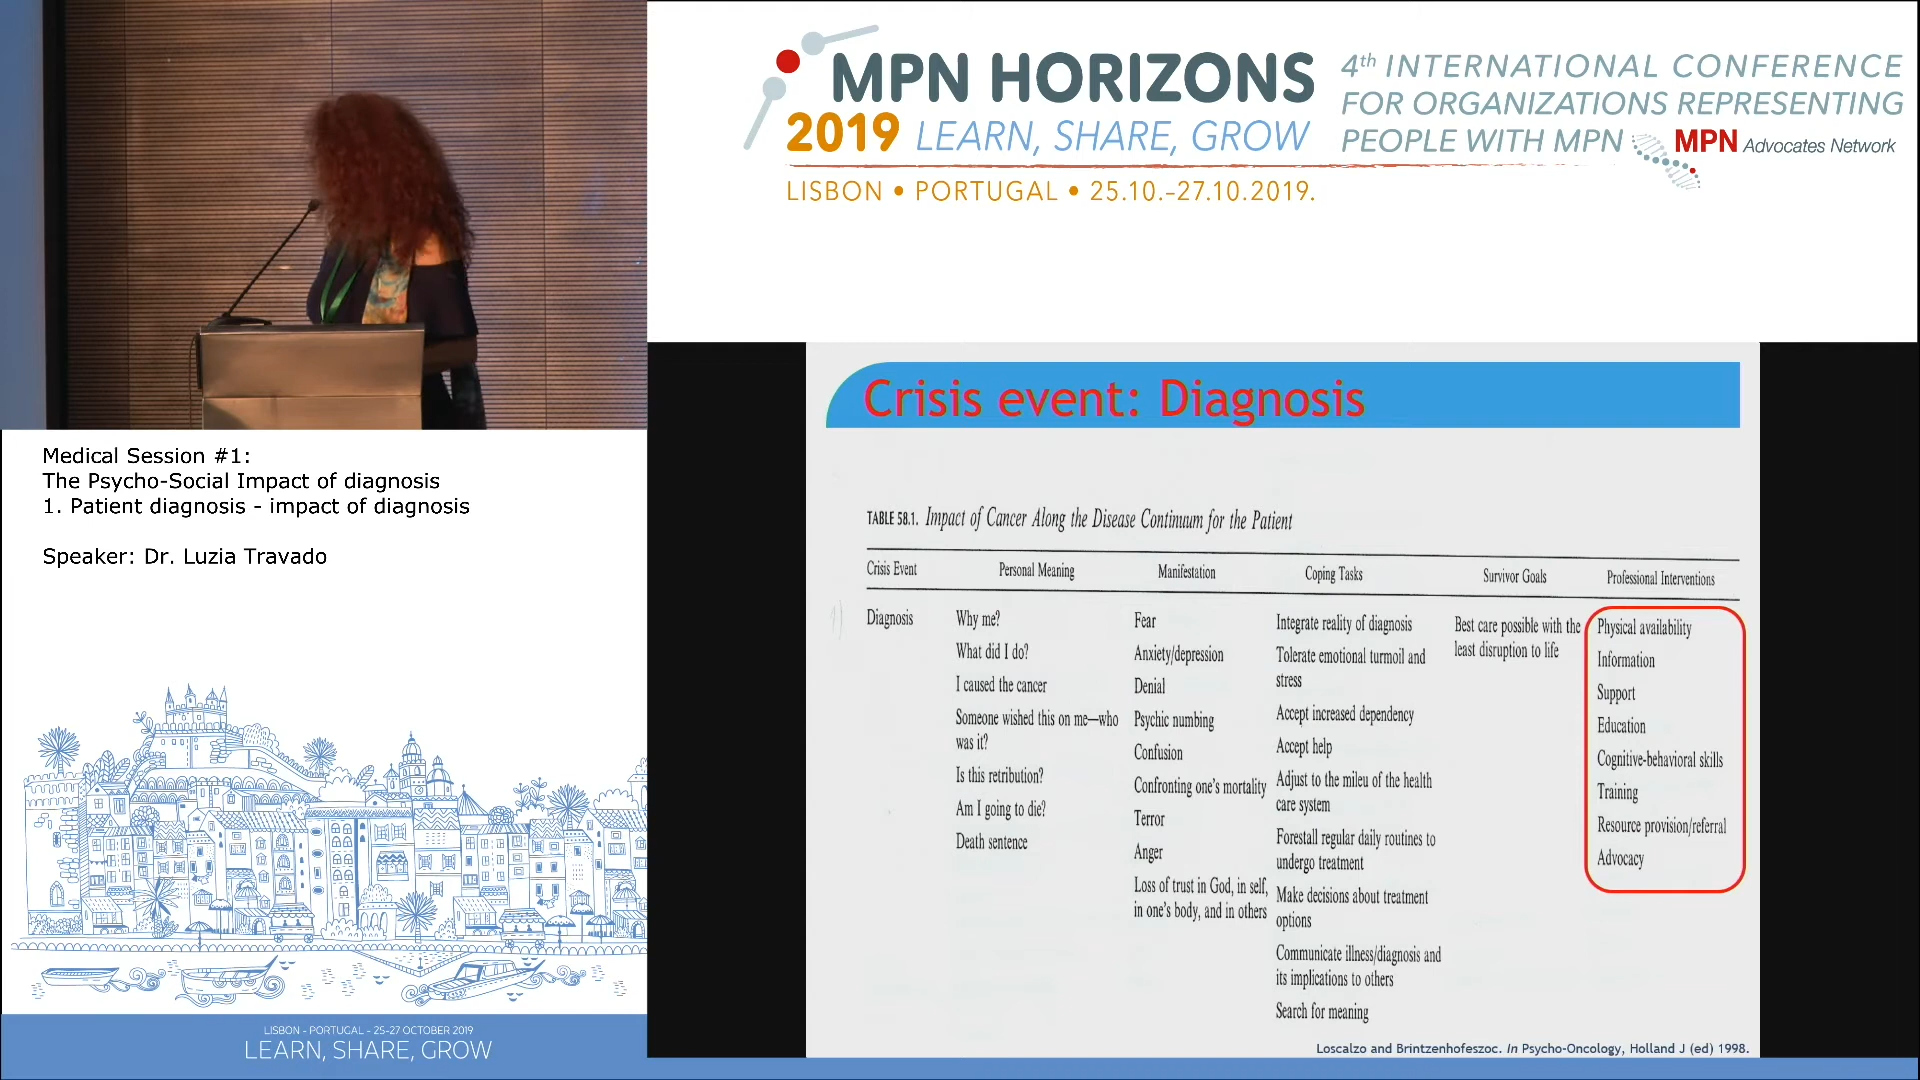 MPN HORIZONS
2019 LEARN, SHARE, GROW
4th INTERNATIONAL CONFERENCE
FOR ORGANIZATIONS REPRESENTING
PEOPLE WITH MPN
MPN Advocates Network
LISBON • PORTUGAL • 25.10.-27.10.2019.
Medical Session #1:
The Psycho-Social Impact of diagnosis
1. Patient diagnosis - impact of diagnosis
Speaker: Dr. Luzia Travado
LISBON - PORTUGAL - 25-27 OCTOBER 2019
LEARN, SHARE, GROW
Crisis event: Diagnosis
TABLE 58.1. Impact of Cancer Along the Disease Continuum for the Patient
Crisis Event
Personal Meaning
Manifestation
Coping Tasks
Survivor Goals
Professional Interventions
Diagnosis
Why me?
What did I do?
I caused the cancer
Someone wished this on me—who
was it?
Is this retribution?
Am I going to die?
Death sentence
Fear
Anxiety/depression
Denial
Psychic numbing
Confusion
Confronting one's mortality
Terror
Anger
Loss of trust in God, in self,
in one's body, and in others
Integrate reality of diagnosis
Tolerate emotional turmoil and
stress
Accept increased dependency
Accept help
Adjust to the mileu of the health
care system
Forestall regular daily routines to
undergo treatment
Make decisions about treatment
options
Communicate illness/diagnosis and
its implications to others
Search for meaning
Best care possible with the
least disruption to life
Physical availability
Information
Support
Education
Cognitive-behavioral skills
Training
Resource provision/referral
Advocacy
Loscalzo and Brintzenhofeszoc. In Psycho-Oncology, Holland J (ed) 1998.